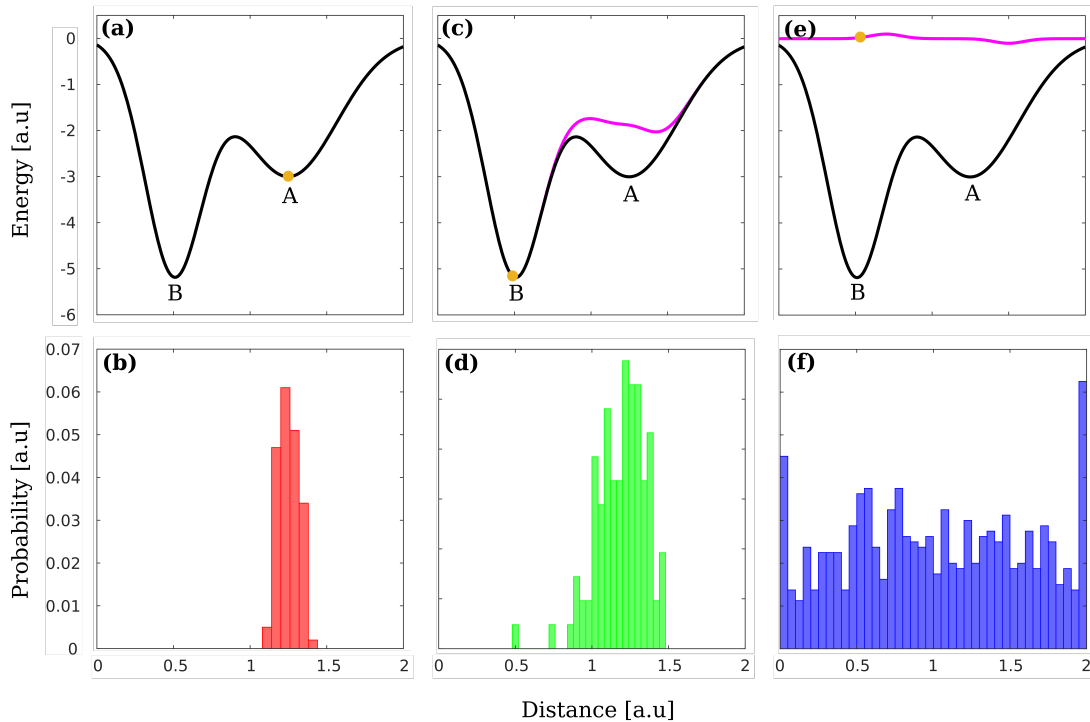 (a)
(c)
(e)
Energy [a.u]
0
-1
-2
-3
-4
-5
-6
A
B
A
B
A
B
(b)
(d)
(f)
Probability [a.u]
0.07
0.06
0.05
0.04
0.03
0.02
0.01
0
0 0.5 1 1.5 2
0.5 1 1.5
0 0.5 1 1.5 2
Distance [a.u]